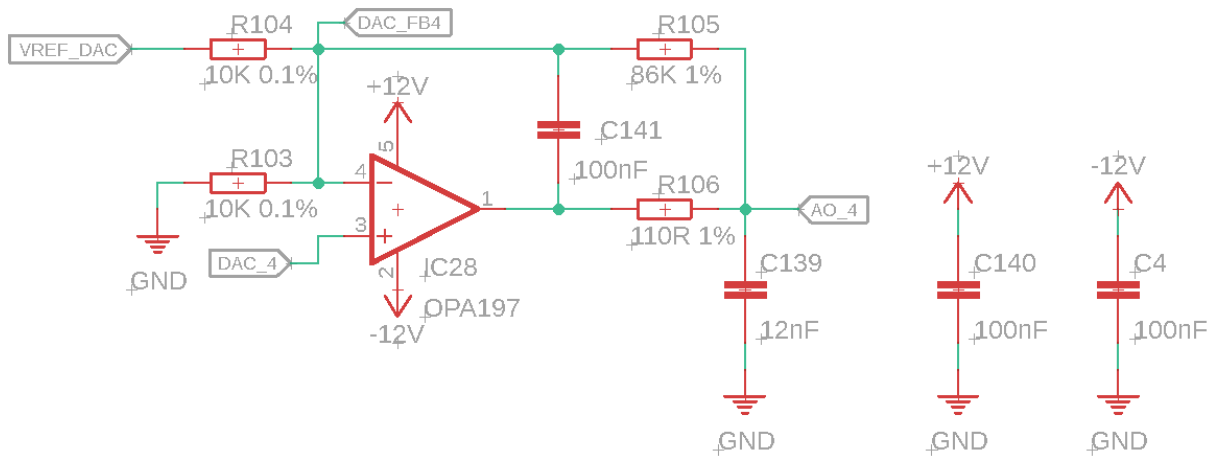 R104
DAC_FB4
R105
VREF_DAC
10K 0.1%
86K 1%
+12V
C141
R103
5
100nF
+12V
-12V
4
R106
1
10K 0.1%
3
AO_4
110R 1%
DAC_4
2
IC28
C139
C140
C4
GND
OPA197
-12V
12nF
100nF
100nF
GND
GND
GND